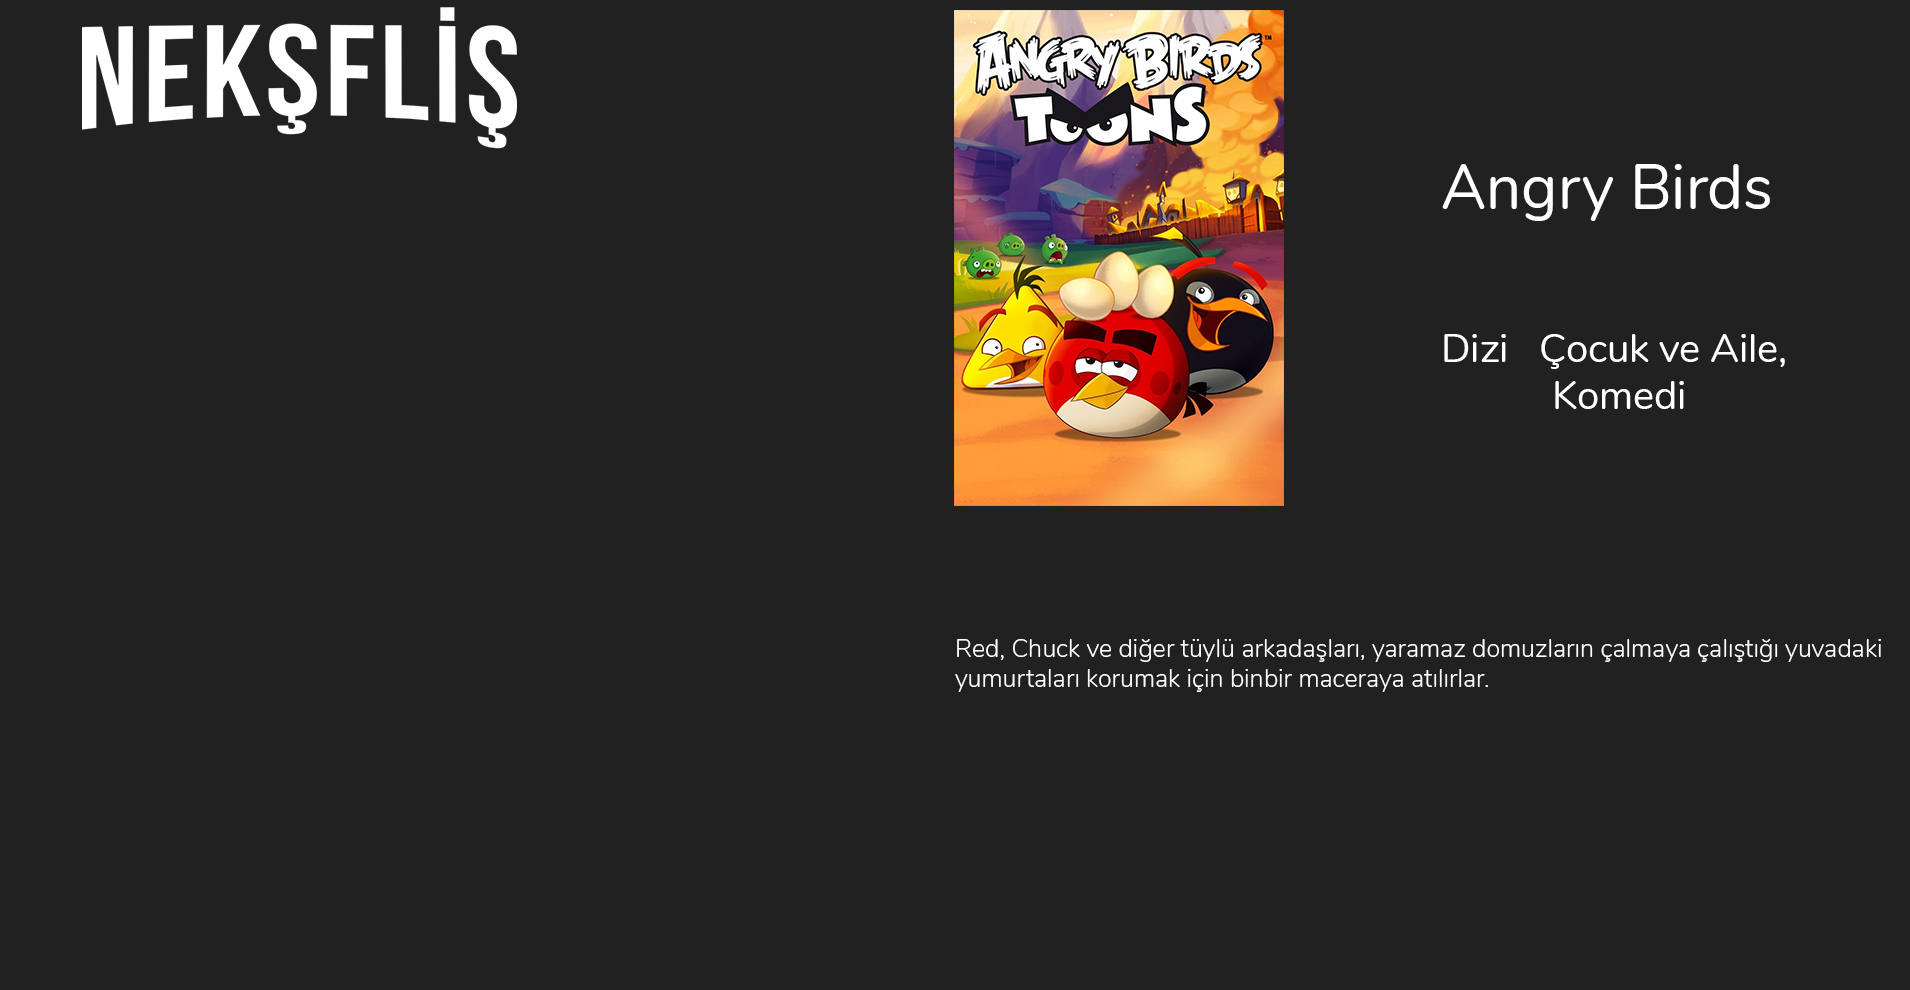 NEKŞFLİŞ
ANGRY BIRDS™
TOONS
Angry Birds
Dizi Çocuk ve Aile,
Komedi
Red, Chuck ve diğer tüylü arkadaşları, yaramaz domuzların çalmaya çalıştığı yuvadaki
yumurtaları korumak için binbir maceraya atılırlar.